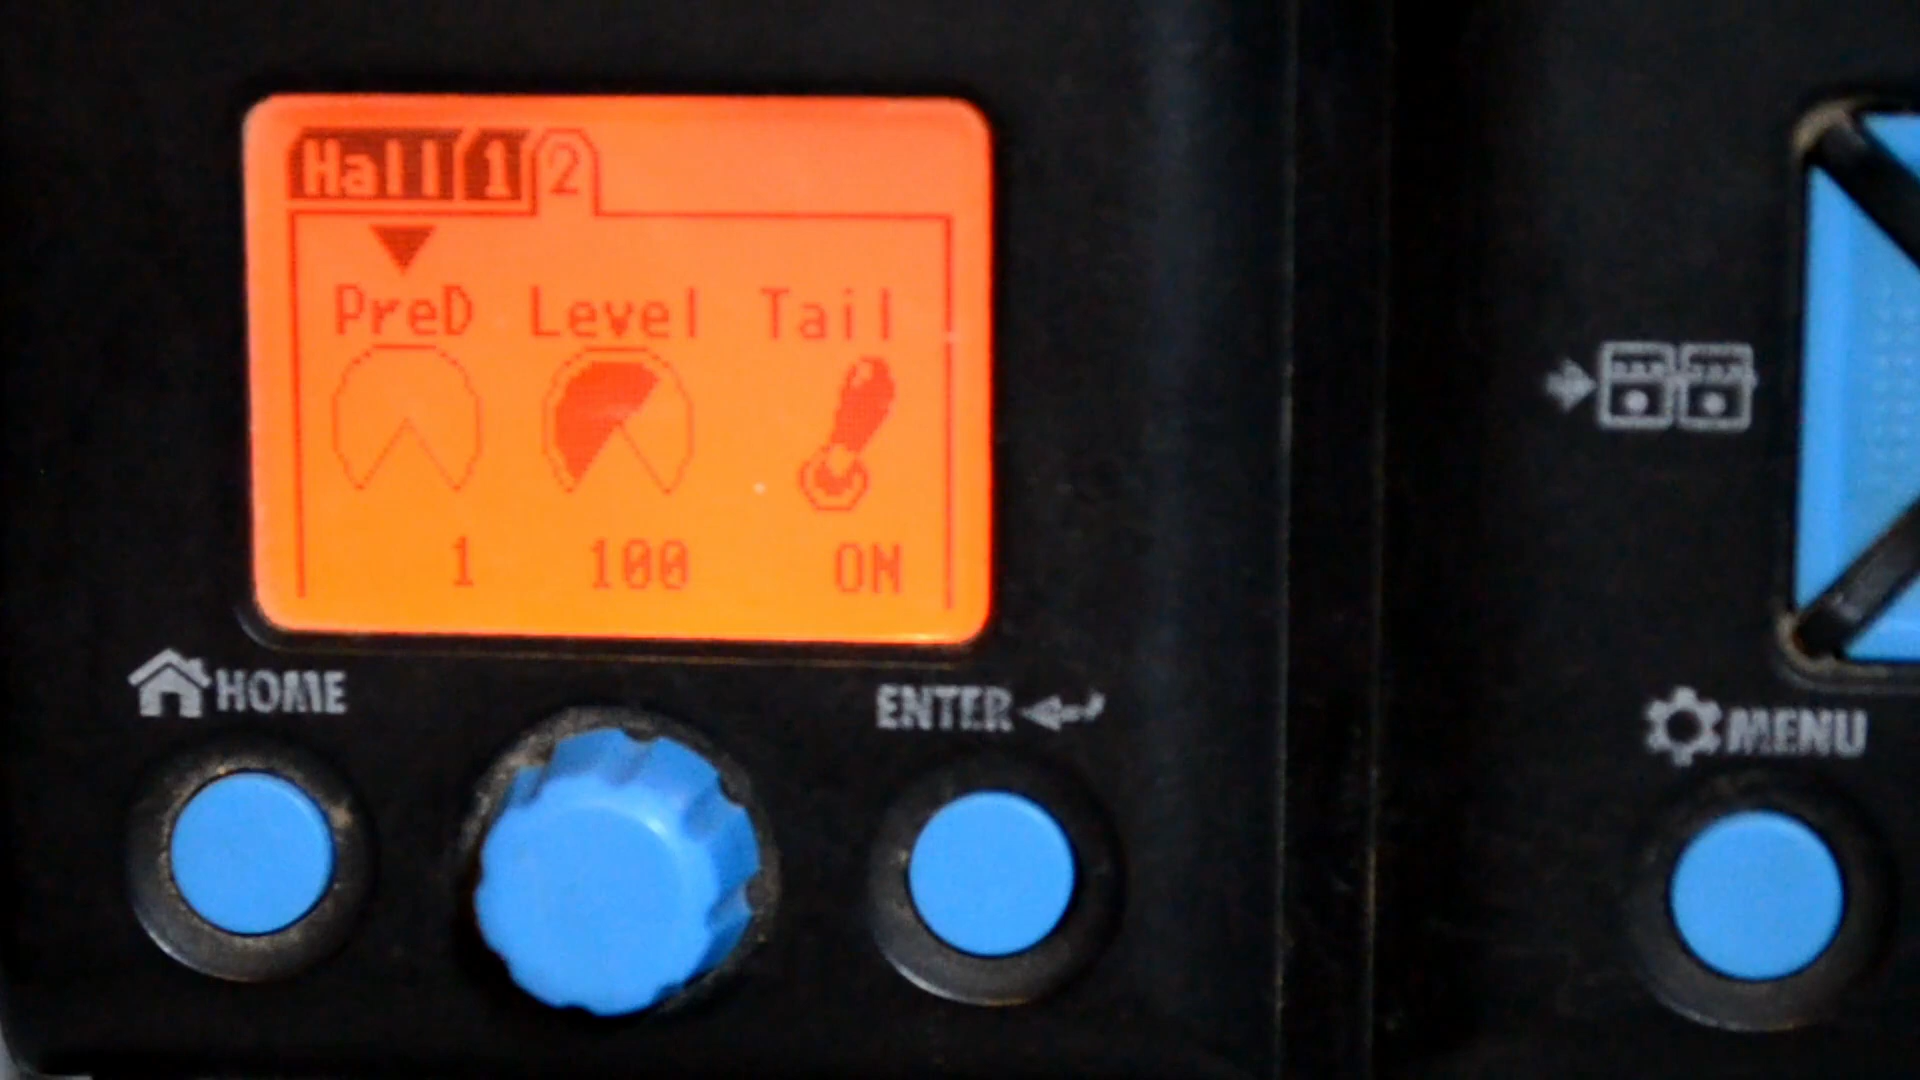 Hall 1 2
PreD Level Tail
1 100 ON
HOME
ENTER
MENU